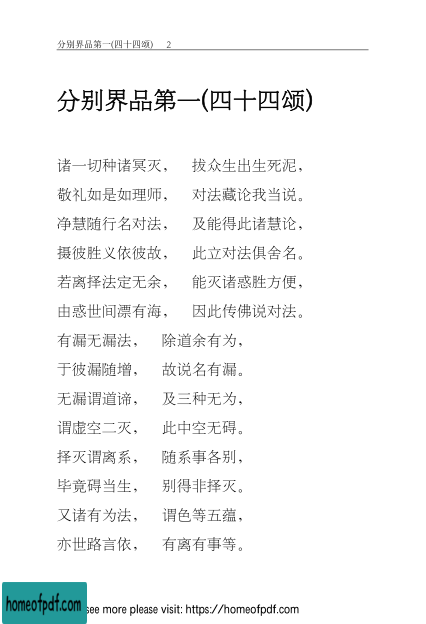 分别界品第一(四十四颂) 2
分别界品第一(四十四颂)
诸一切种诸冥灭， 拔众生出生死泥，
敬礼如是如理师， 对法藏论我当说。
净慧随行名对法， 及能得此诸慧论，
摄彼胜义依彼故， 此立对法俱舍名。
若离择法定无余， 能灭诸惑胜方便，
由惑世间漂有海， 因此传佛说对法。
有漏无漏法， 除道余有为，
于彼漏随增， 故说名有漏。
无漏谓道谛， 及三种无为，
谓虚空二灭， 此中空无碍。
择灭谓离系， 随系事各别，
毕竟碍当生， 别得非择灭。
又诸有为法， 谓色等五蕴，
亦世路言依， 有离有事等。
homeofpdf.com
see more please visit: https://homeofpdf.com